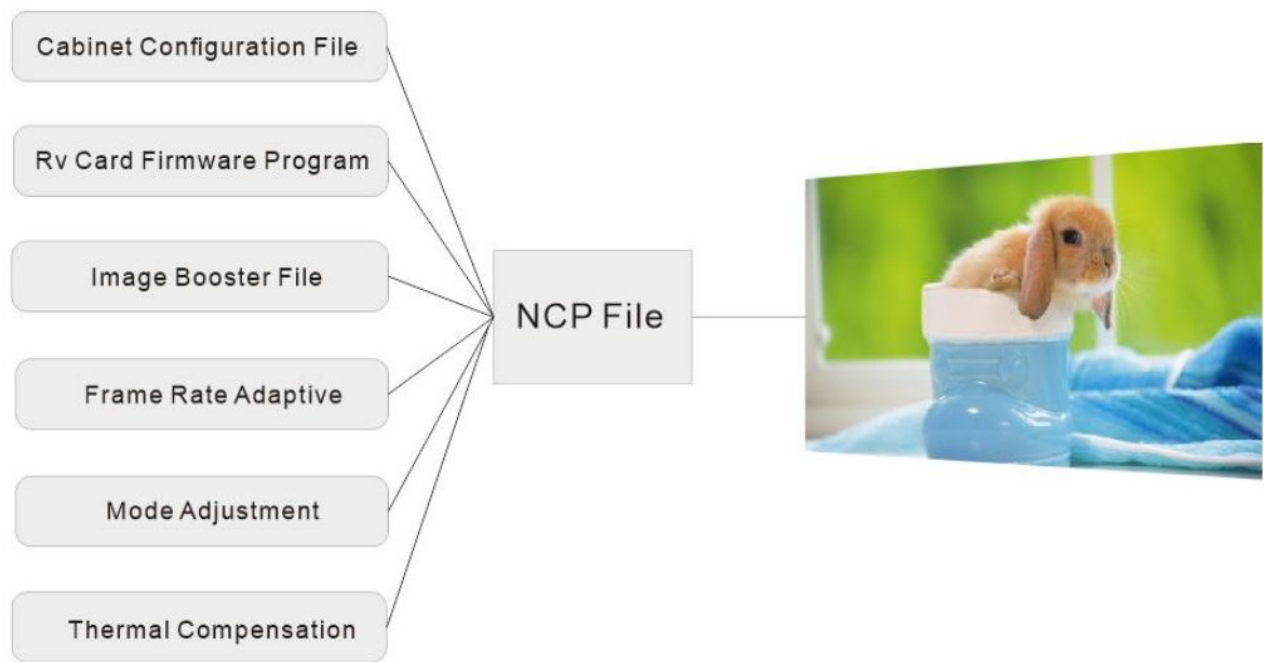 Cabinet Configuration File
Rv Card Firmware Program
Image Booster File
Frame Rate Adaptive
Mode Adjustment
Thermal Compensation
NCP File